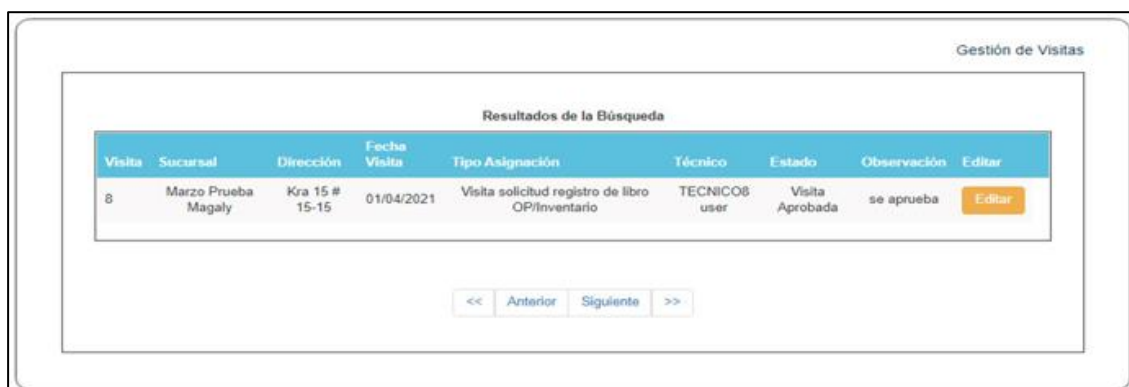 Gestión de Visitas
Resultados de la Búsqueda
Visita Sucursal Dirección Fecha Visita Tipo Asignación Técnico Estado Observación Editar
8 Marzo Prueba Magaly Kra 15 # 15-15 01/04/2021 Visita solicitud registro de libro OP/Inventario TECNICO8 user Visita Aprobada se aprueba Editar
<< Anterior Siguiente >>